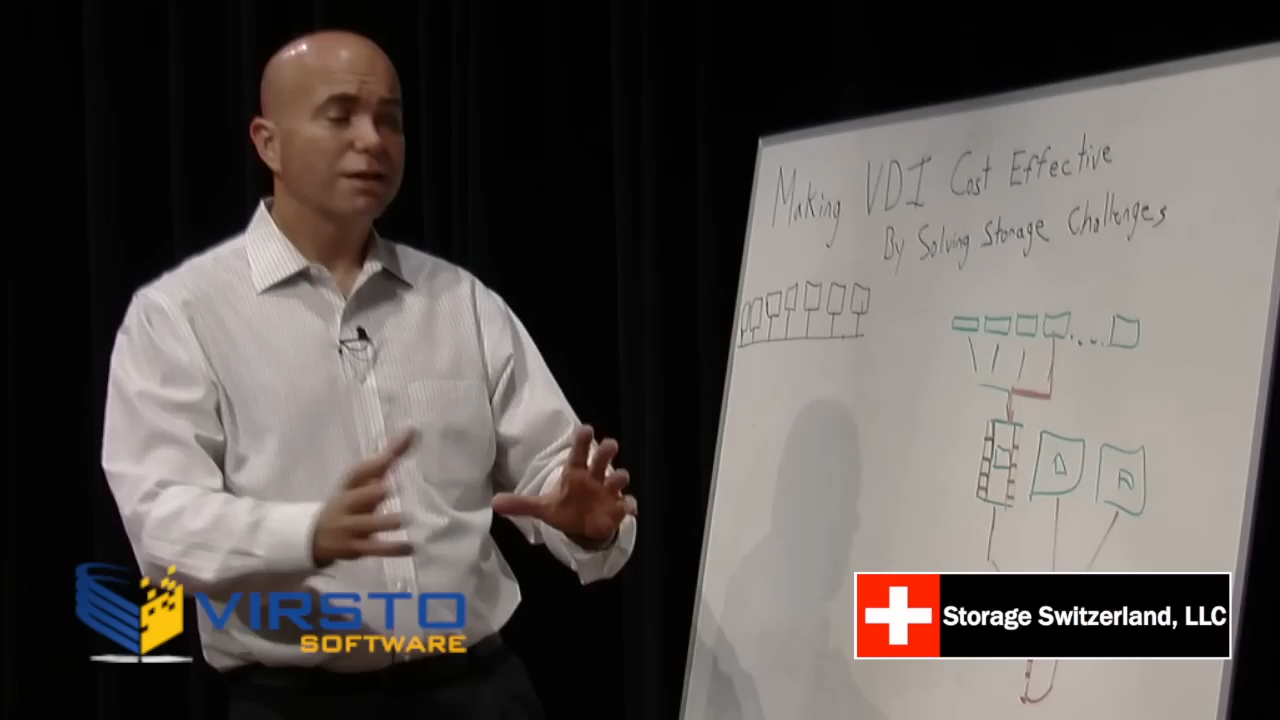 Making VDI Cost Effective
By Solving Storage Challenges
VIRSTO
SOFTWARE
Storage Switzerland, LLC